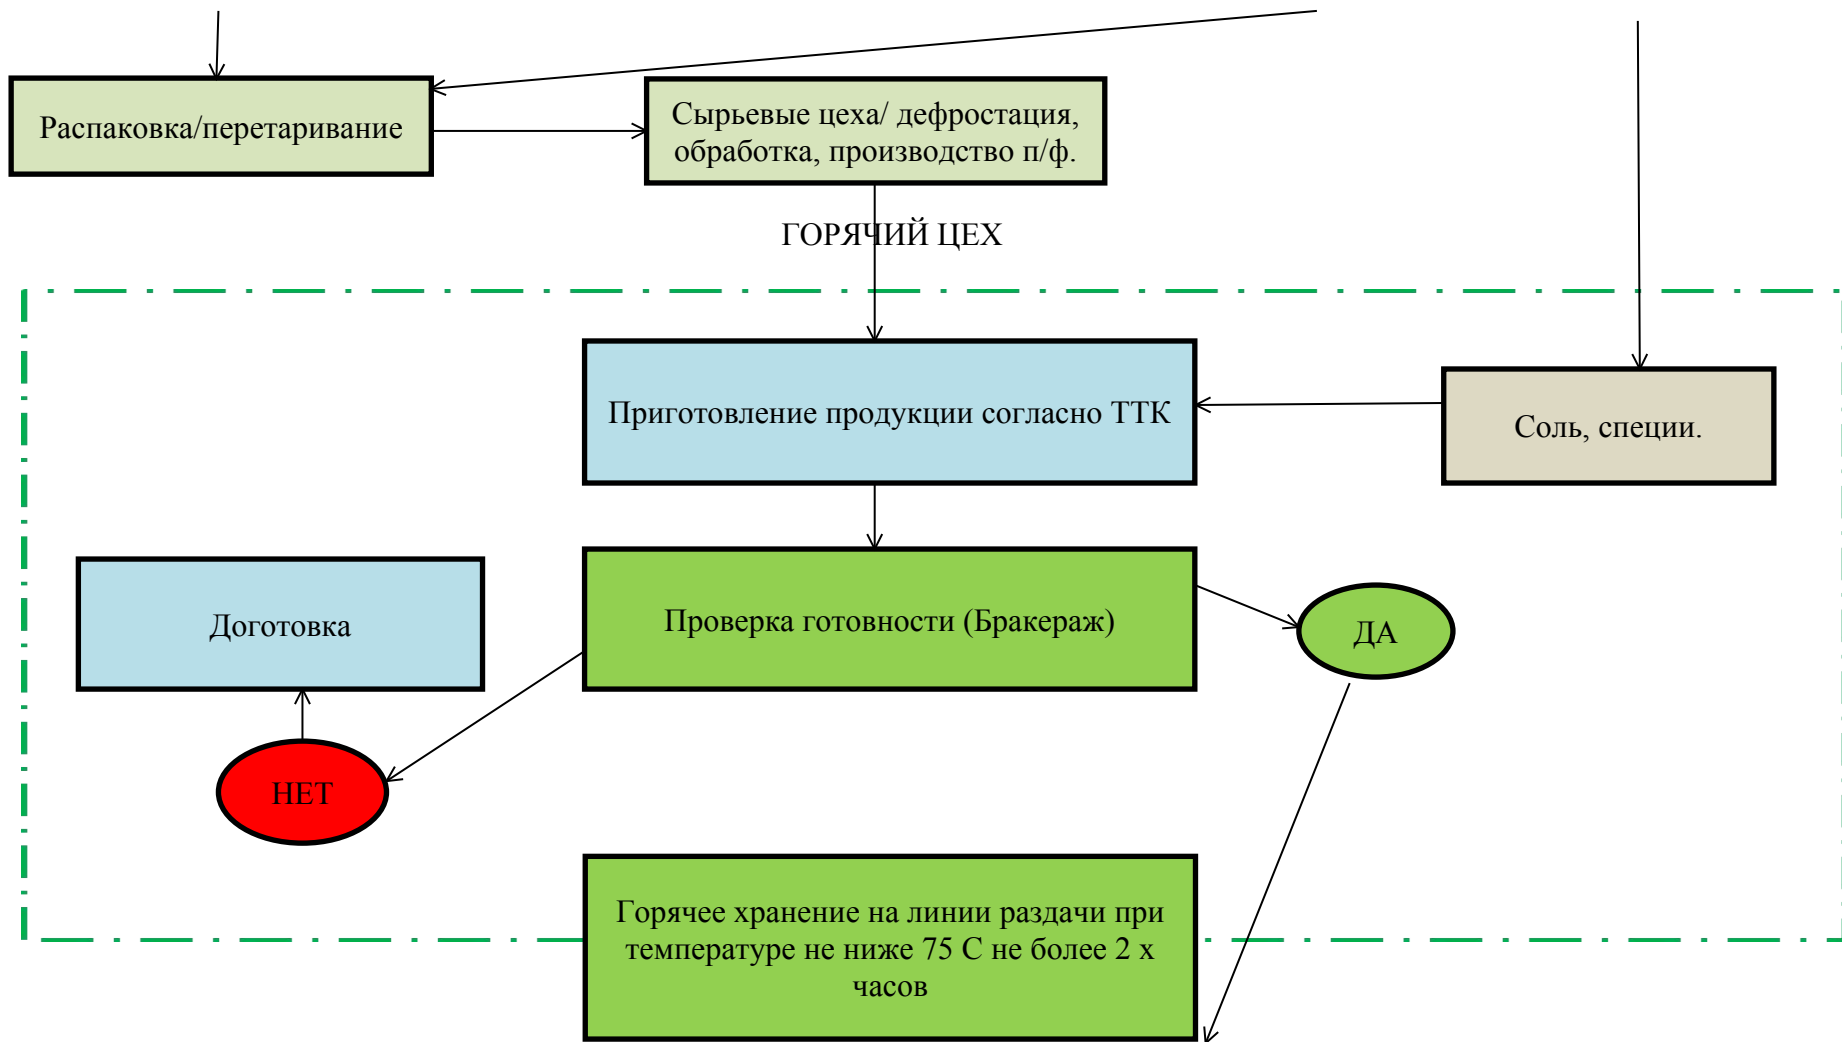 Распаковка/перетаривание
Сырьевые цеха/ дефростация,
обработка, производство п/ф.
ГОРЯЧИЙ ЦЕХ
Приготовление продукции согласно ТТК
Соль, специи.
Доготовка
Проверка готовности (Бракераж)
ДА
НЕТ
Горячее хранение на линии раздачи при
температуре не ниже 75 С не более 2 х
часов